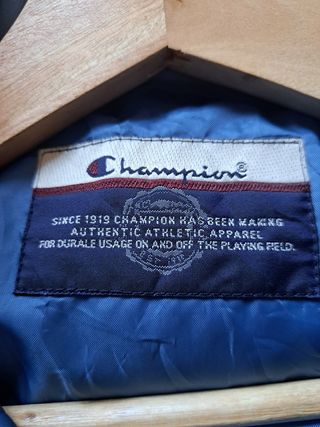 Champion®
SINCE 1919 CHAMPION HAS BEEN MAKING
AUTHENTIC ATHLETIC APPAREL
FOR DURALE USAGE ON AND OFF THE PLAYING FIELD.